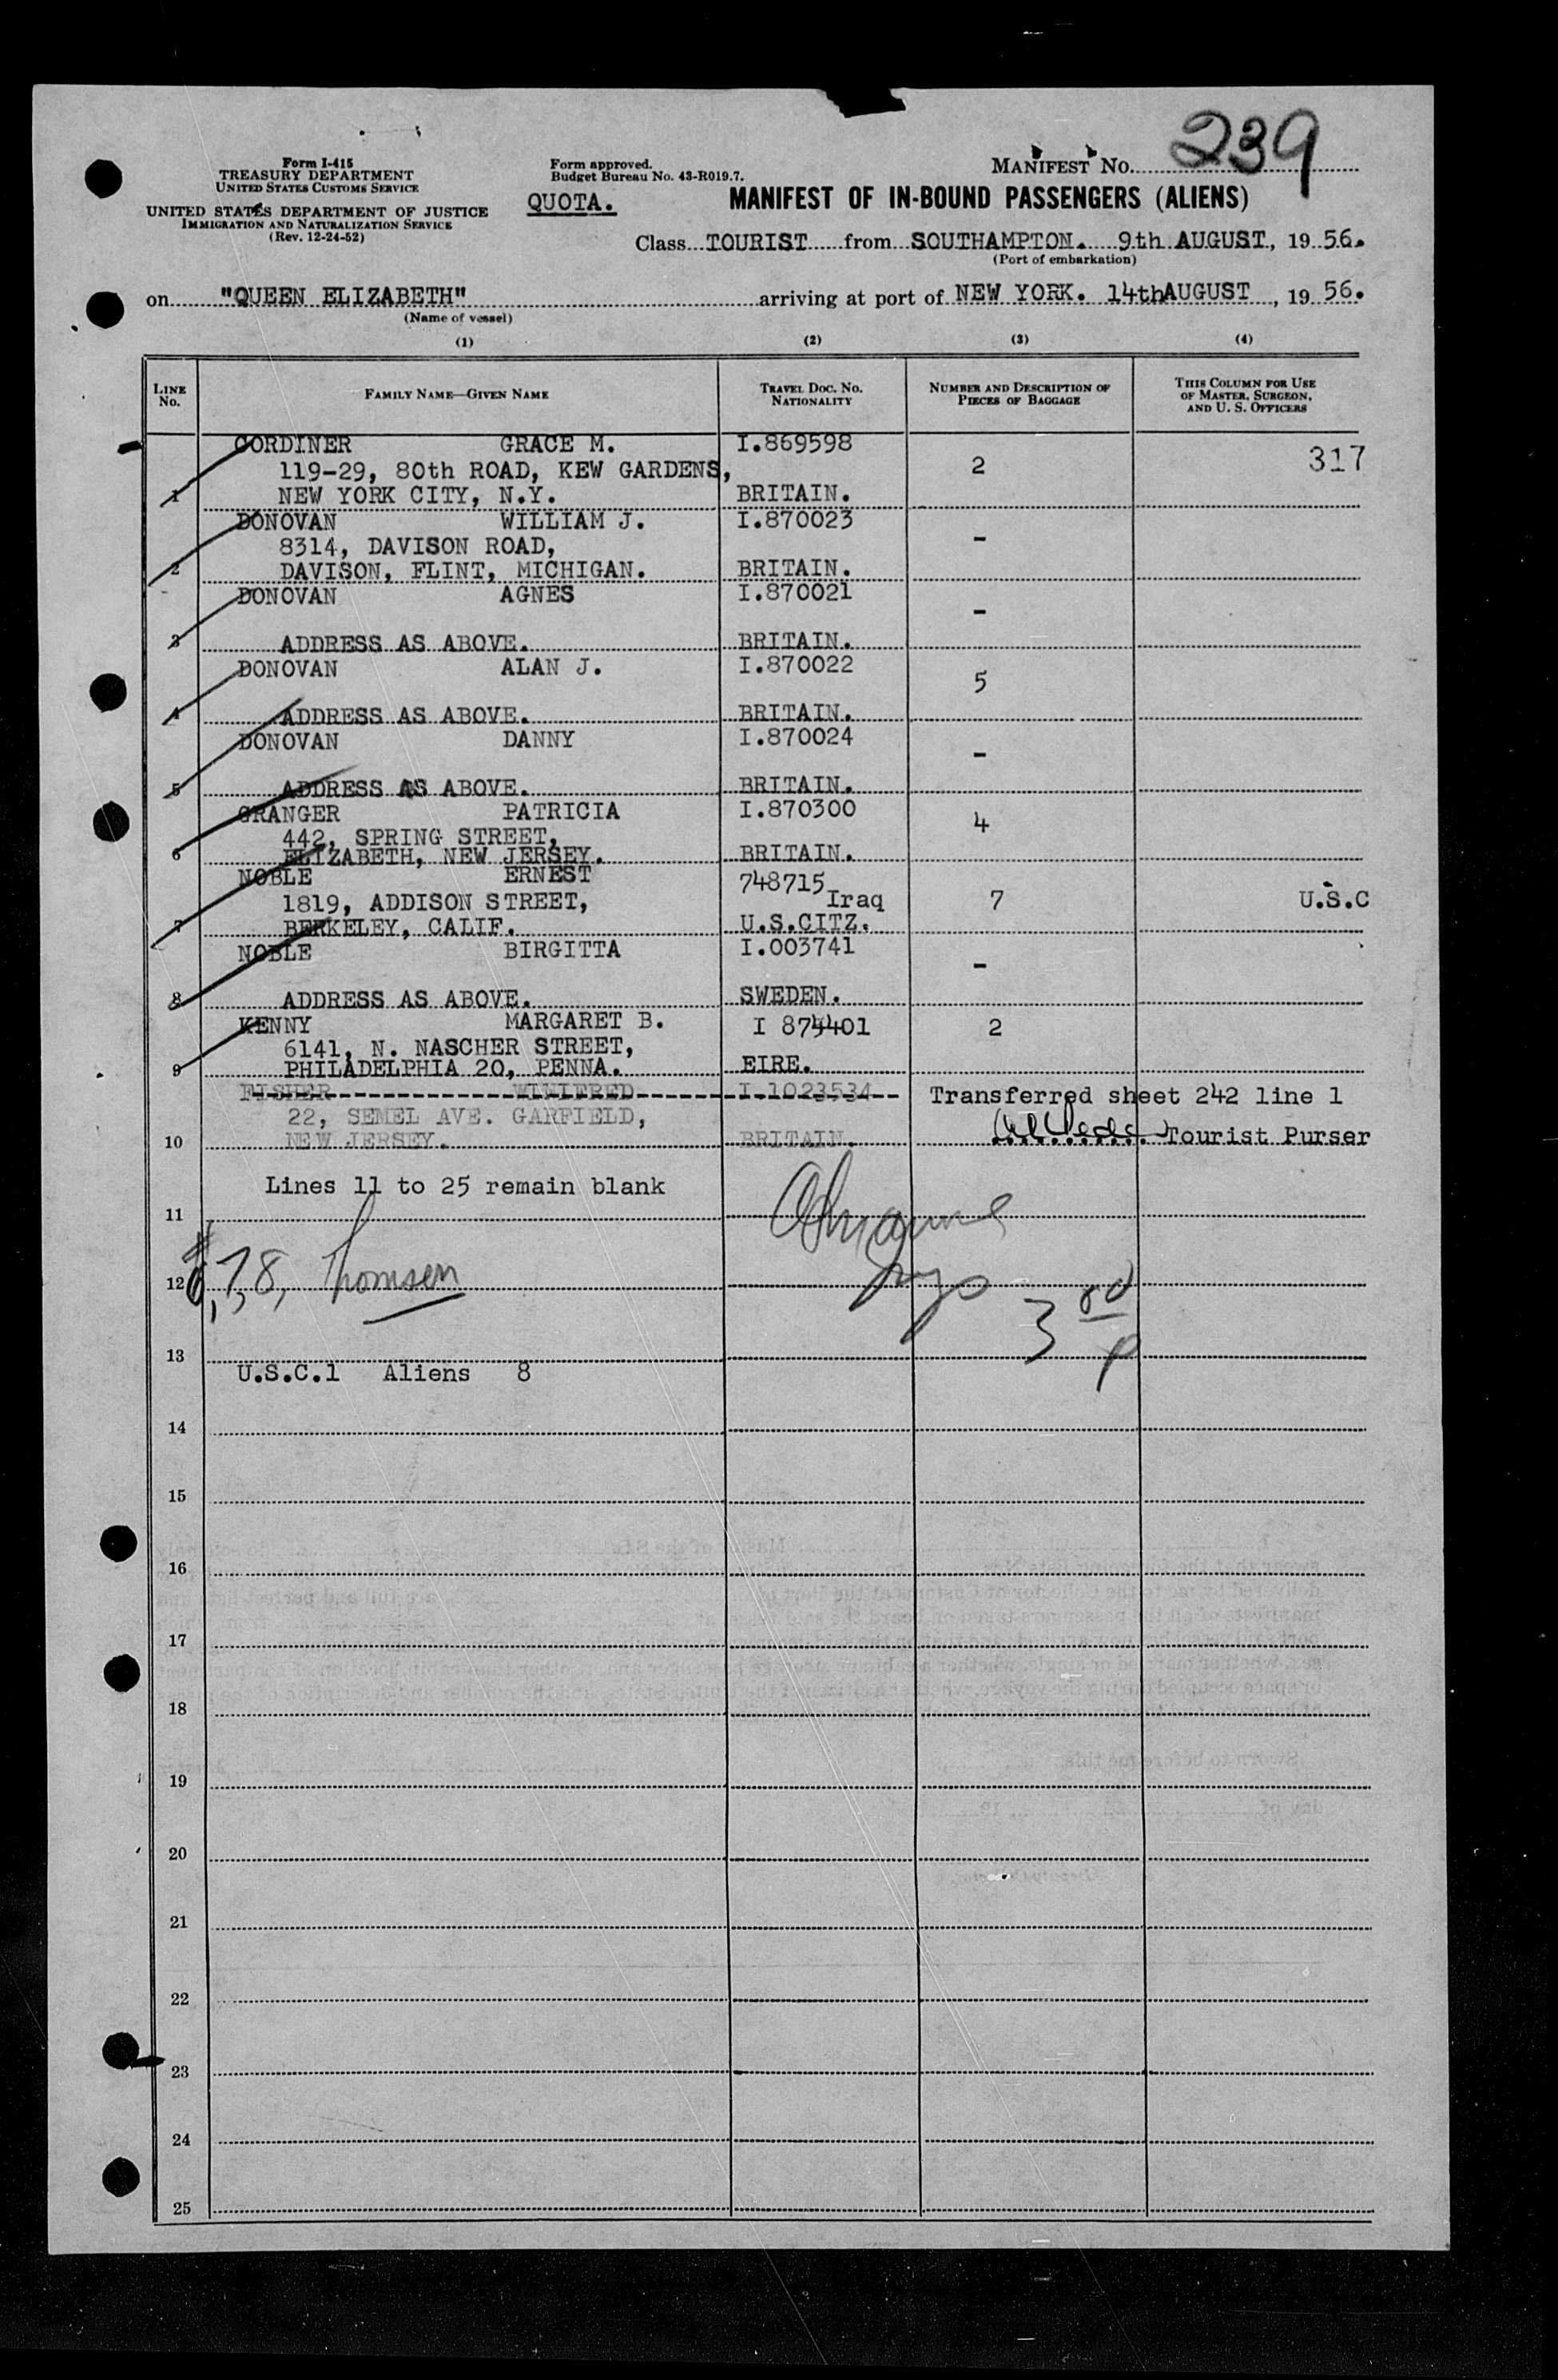 239
Form I-415
TREASURY DEPARTMENT
UNITED STATES CUSTOMS SERVICE
UNITED STATES DEPARTMENT OF JUSTICE
IMMIGRATION AND NATURALIZATION SERVICE
(Rev. 12-24-52)
Form approved.
Budget Bureau No. 43-R019.7.
QUOTA.
MANIFEST No.
MANIFEST OF IN-BOUND PASSENGERS (ALIENS)
Class TOURIST from SOUTHAMPTON. 9th AUGUST, 19 56.
(Port of embarkation)
on "QUEEN ELIZABETH" arriving at port of NEW YORK. 14th AUGUST, 19 56.
(Name of vessel)
(1) (2) (3) (4)
LINE No. FAMILY NAME—GIVEN NAME TRAVEL DOC. NO. NATIONALITY NUMBER AND DESCRIPTION OF PIECES OF BAGGAGE THIS COLUMN FOR USE OF MASTER, SURGEON, AND U. S. OFFICERS
GORDINER GRACE M. I.869598
119-29, 80th ROAD, KEW GARDENS, 2 317
1 NEW YORK CITY, N.Y. BRITAIN.
DONOVAN WILLIAM J. I.870023
8314, DAVISON ROAD, -
2 DAVISON, FLINT, MICHIGAN. BRITAIN.
DONOVAN AGNES I.870021
-
3 ADDRESS AS ABOVE. BRITAIN.
DONOVAN ALAN J. I.870022
5
4 ADDRESS AS ABOVE. BRITAIN.
DONOVAN DANNY I.870024
-
5 ADDRESS AS ABOVE. BRITAIN.
GRANGER PATRICIA I.870300
442, SPRING STREET, 4
6 ELIZABETH, NEW JERSEY. BRITAIN.
NOBLE ERNEST 748715
1819, ADDISON STREET, Iraq 7 U.S.C
7 BERKELEY, CALIF. U.S.CITZ.
NOBLE BIRGITTA I.003741
-
8 ADDRESS AS ABOVE. SWEDEN.
KENNY MARGARET B. I 874401 2
6141, N. NASCHER STREET,
9 PHILADELPHIA 20, PENNA. EIRE.
FISHER WINIFRED I.1023534 Transferred sheet 242 line 1
22, SEMEL AVE. GARFIELD,
10 NEW JERSEY. BRITAIN. Tourist Purser
Lines 11 to 25 remain blank
11
12 7, 8, Thomsen
3rd
13
U.S.C.1 Aliens 8
14
15
16
17
18
19
20
21
22
23
24
25